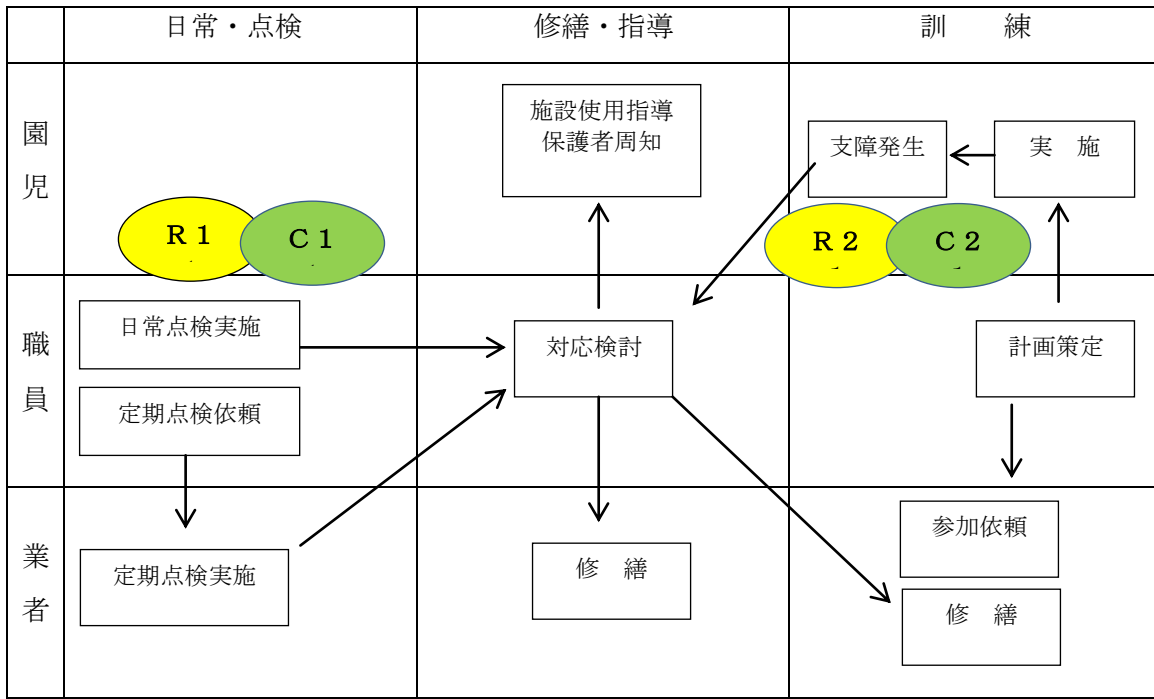 日常・点検
修繕・指導
訓　練
園児
施設使用指導
保護者周知
支障発生
実　施
R1
C1
R2
C2
職員
日常点検実施
定期点検依頼
対応検討
計画策定
業者
定期点検実施
修　繕
参加依頼
修　繕